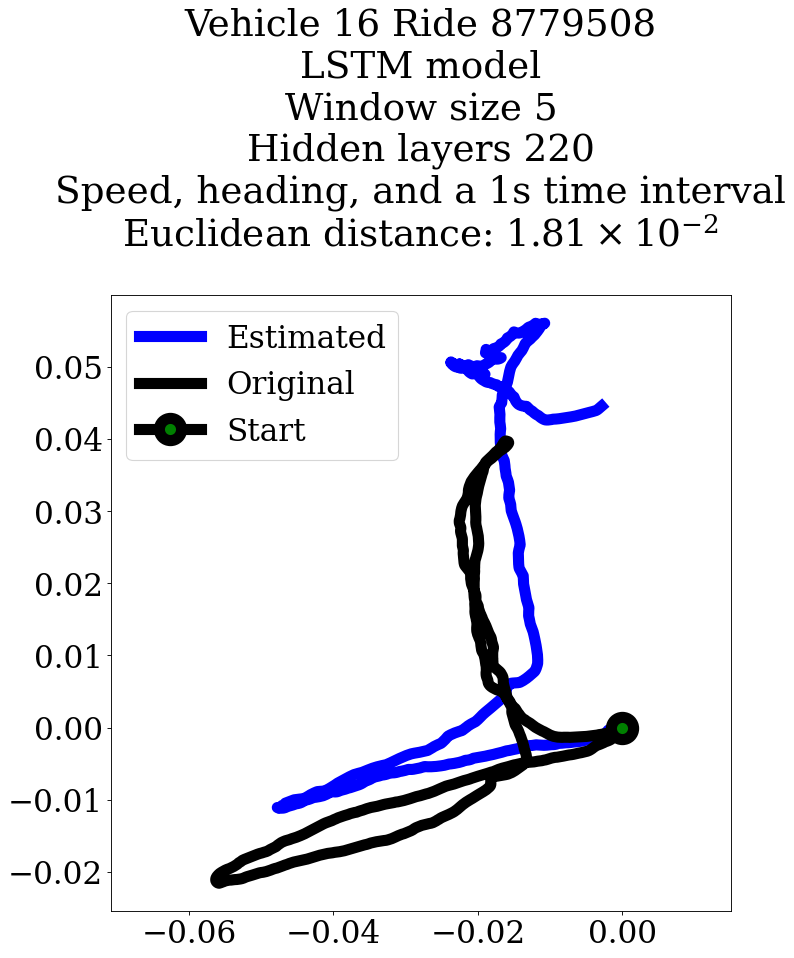 Vehicle 16 Ride 8779508
LSTM model
Window size 5
Hidden layers 220
Speed, heading, and a 1s time interval
Euclidean distance: 1.81 × 10⁻²
Estimated
Original
Start
0.05
0.04
0.03
0.02
0.01
0.00
−0.01
−0.02
−0.06 −0.04 −0.02 0.00